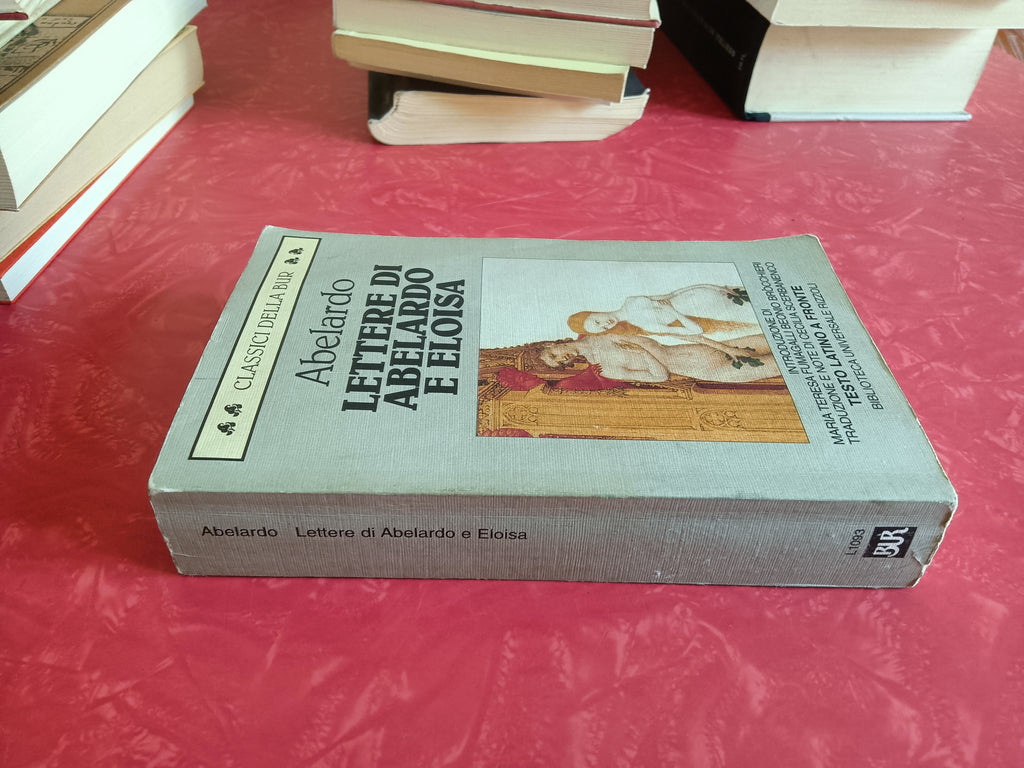 CLASSICI DELLA BUR
Abelardo
LETTERE DI
ABELARDO
E ELOISA
INTRODUZIONE DI
MARIA TERESA FUMAGALLI BEONIO BROCCHIERI
TRADUZIONE E NOTE DI CECILIA SCERBANENCO
TESTO LATINO A FRONTE
BIBLIOTECA UNIVERSALE RIZZOLI
Abelardo Lettere di Abelardo e Eloisa
L1093
BUR